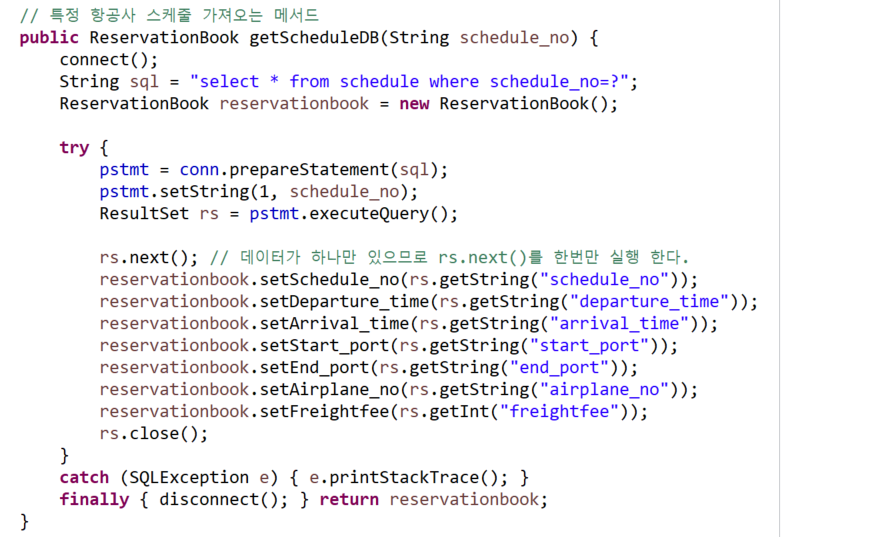 // 특정 항공사 스케줄 가져오는 메서드
public ReservationBook getScheduleDB(String schedule_no) {
    connect();
    String sql = "select * from schedule where schedule_no=?";
    ReservationBook reservationbook = new ReservationBook();

    try {
        pstmt = conn.prepareStatement(sql);
        pstmt.setString(1, schedule_no);
        ResultSet rs = pstmt.executeQuery();

        rs.next(); // 데이터가 하나만 있으므로 rs.next()를 한번만 실행 한다.
        reservationbook.setSchedule_no(rs.getString("schedule_no"));
        reservationbook.setDeparture_time(rs.getString("departure_time"));
        reservationbook.setArrival_time(rs.getString("arrival_time"));
        reservationbook.setStart_port(rs.getString("start_port"));
        reservationbook.setEnd_port(rs.getString("end_port"));
        reservationbook.setAirplane_no(rs.getString("airplane_no"));
        reservationbook.setFreightfee(rs.getInt("freightfee"));
        rs.close();
    }
    catch (SQLException e) { e.printStackTrace(); }
    finally { disconnect(); } return reservationbook;
}